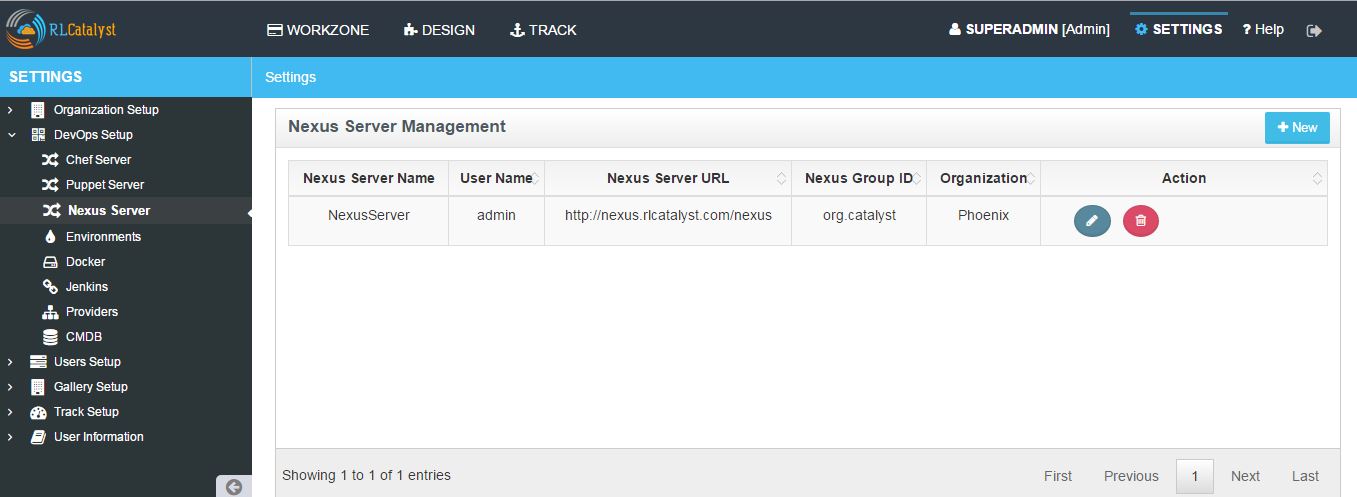 RLCatalyst WORKZONE DESIGN TRACK SUPERADMIN [Admin] SETTINGS ? Help
SETTINGS
Settings
Organization Setup
DevOps Setup
Chef Server
Puppet Server
Nexus Server
Environments
Docker
Jenkins
Providers
CMDB
Users Setup
Gallery Setup
Track Setup
User Information
Nexus Server Management
+ New
Nexus Server Name User Name Nexus Server URL Nexus Group ID Organization Action
NexusServer admin http://nexus.rlcatalyst.com/nexus org.catalyst Phoenix
Showing 1 to 1 of 1 entries
First Previous 1 Next Last